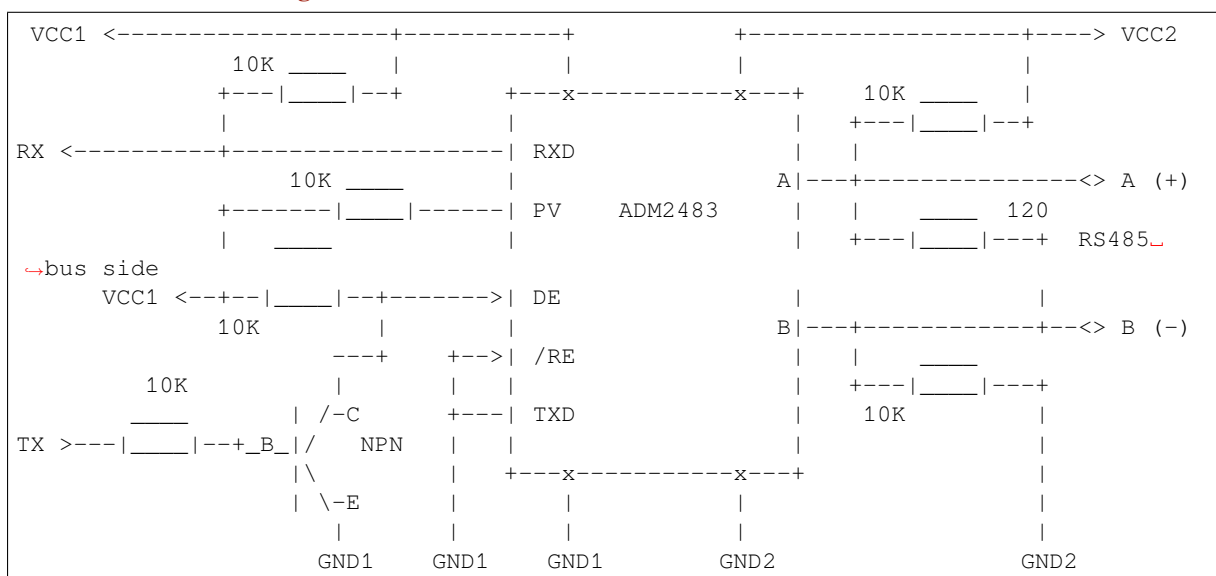 VCC1 <-------------------+-----------+             +-------------------+----> VCC2
                10K ____     |           |             |                   |
               +---|____|--+         +---x-----------x---+     10K ____    |
               |                     |                   |    +---|____|--+
RX <----------+--------------------| RXD               |    |
                    10K ____         |                  A|---+---------------<> A (+)
               +-------|____|------| PV     ADM2483     |    |    ____  120
               |   ____              |                   |    +---|____|---+  RS485␣
↪bus side
      VCC1 <--+--|____|--+------->| DE                |                 |
              10K        |         |                  B|---+------------+--<> B (-)
                      ---+    +-->| /RE               |    |    ____
         10K          |       |   |                   |    +---|____|---+
        ____       | /-C      +---| TXD               |     10K         |
TX >---|____|--+_B_|/   NPN   |   |                   |                 |
                   |\         |   +---x-----------x---+                 |
                   | \-E      |       |           |                     |
                      |       |       |           |                     |
                     GND1    GND1    GND1        GND2                  GND2